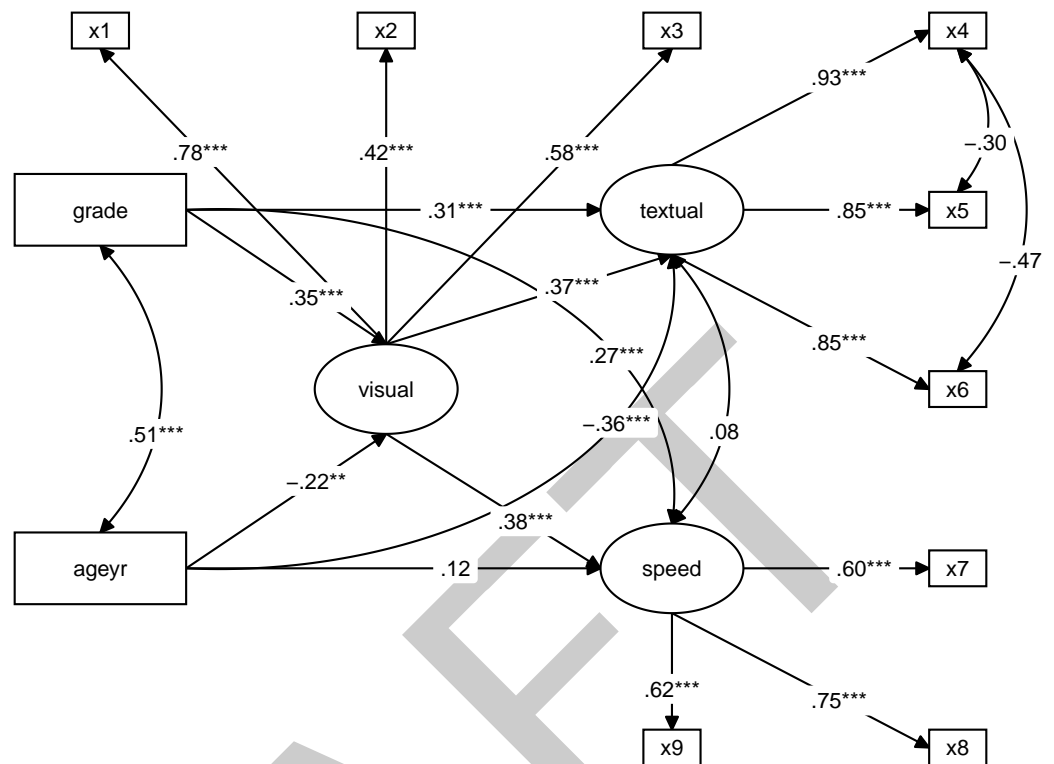 x1
x2
x3
x4
.93***
.78***
.42***
.58***
−.30
grade
.31***
textual
.85***
x5
−.47
.37***
.35***
.27***
.85***
visual
x6
−.36***
.08
.51***
−.22**
.38***
ageyr
.12
speed
.60***
x7
.62***
.75***
x9
x8